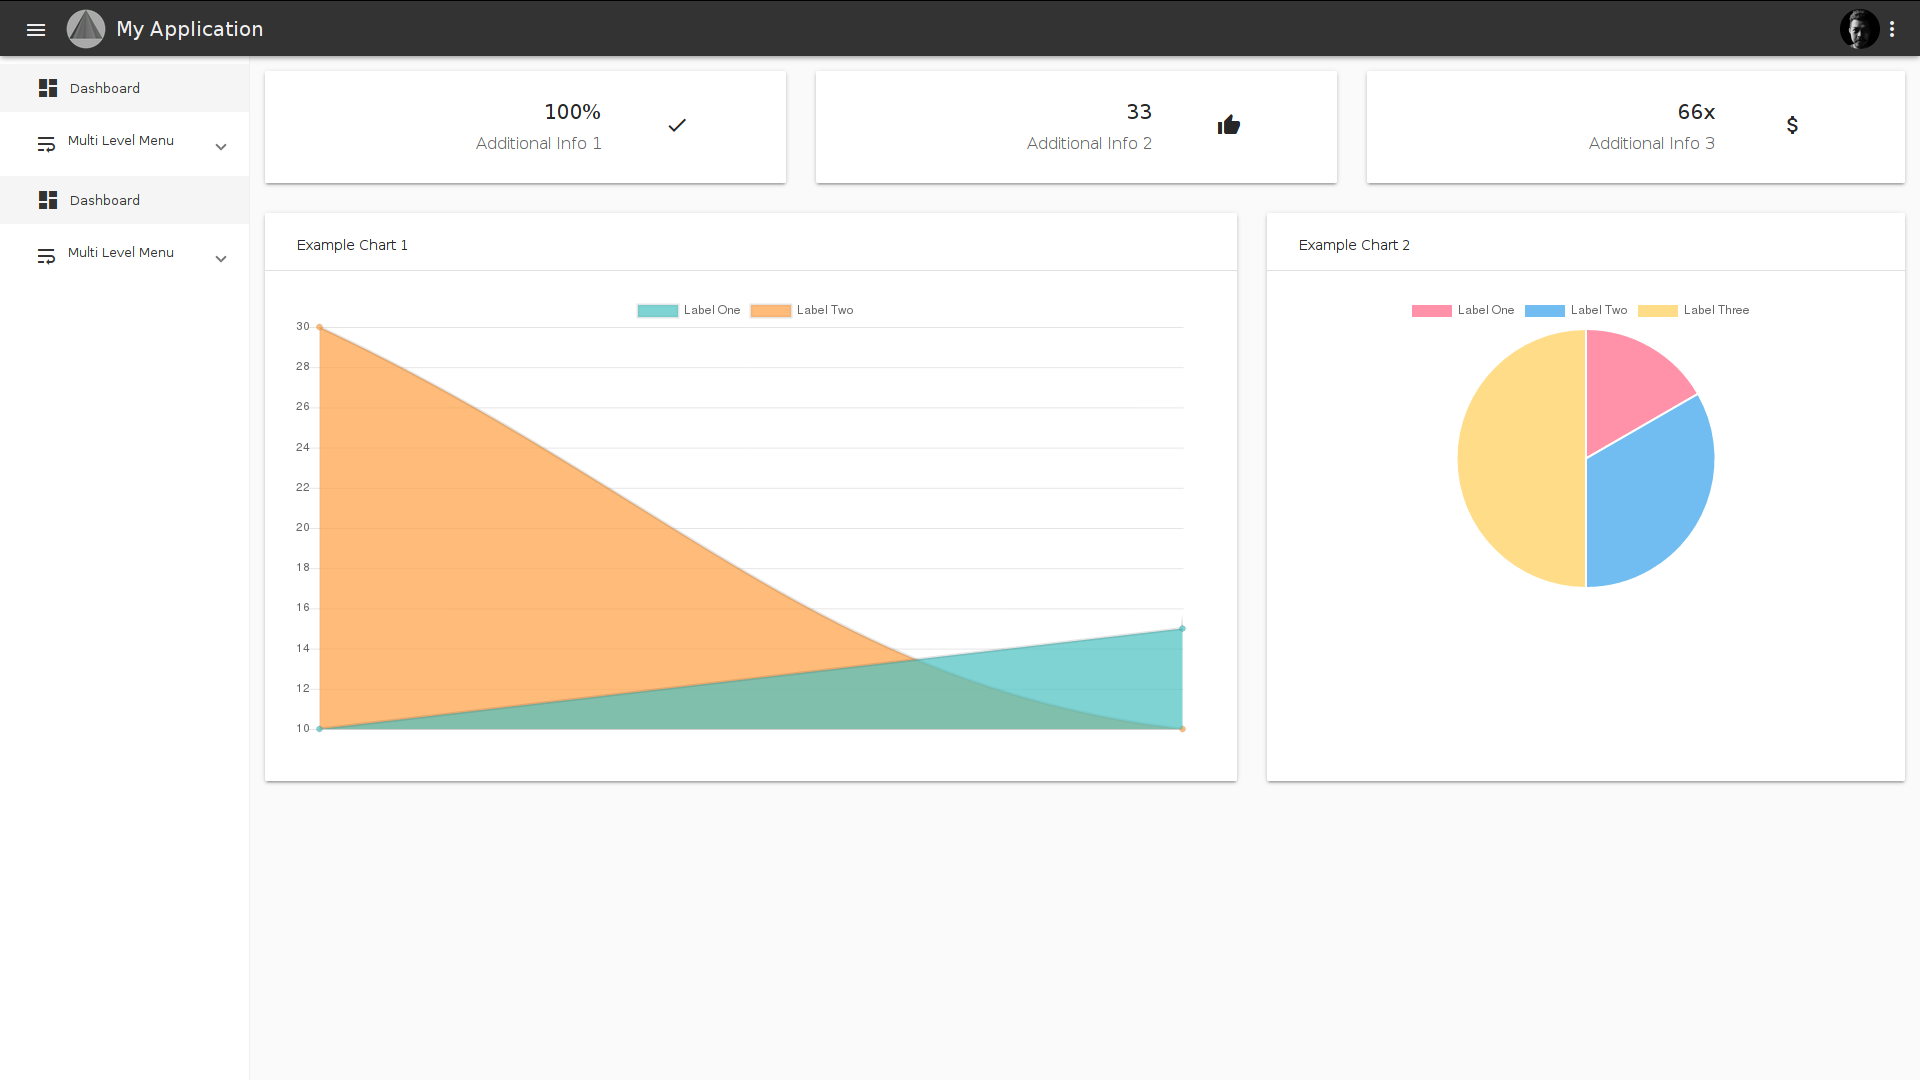 My Application
Dashboard
Multi Level Menu
Dashboard
Multi Level Menu
100%
Additional Info 1
33
Additional Info 2
66x
Additional Info 3
$
Example Chart 1
Label One Label Two
30
28
26
24
22
20
18
16
14
12
10
Example Chart 2
Label One Label Two Label Three